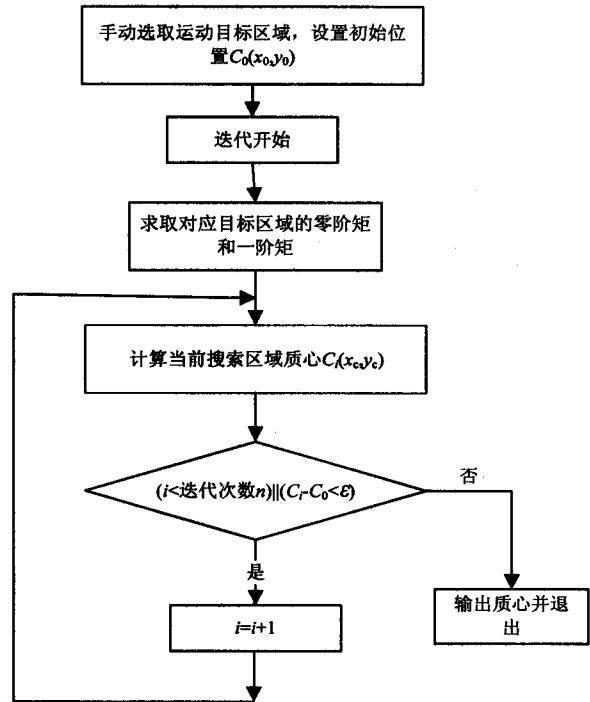 手动选取运动目标区域，设置初始位
置C₀(x₀,y₀)
迭代开始
求取对应目标区域的零阶矩
和一阶矩
计算当前搜索区域质心Cᵢ(x_c,y_c)
(i<迭代次数n)||(Cᵢ-C₀<ε)
否
是
i=i+1
输出质心并退
出